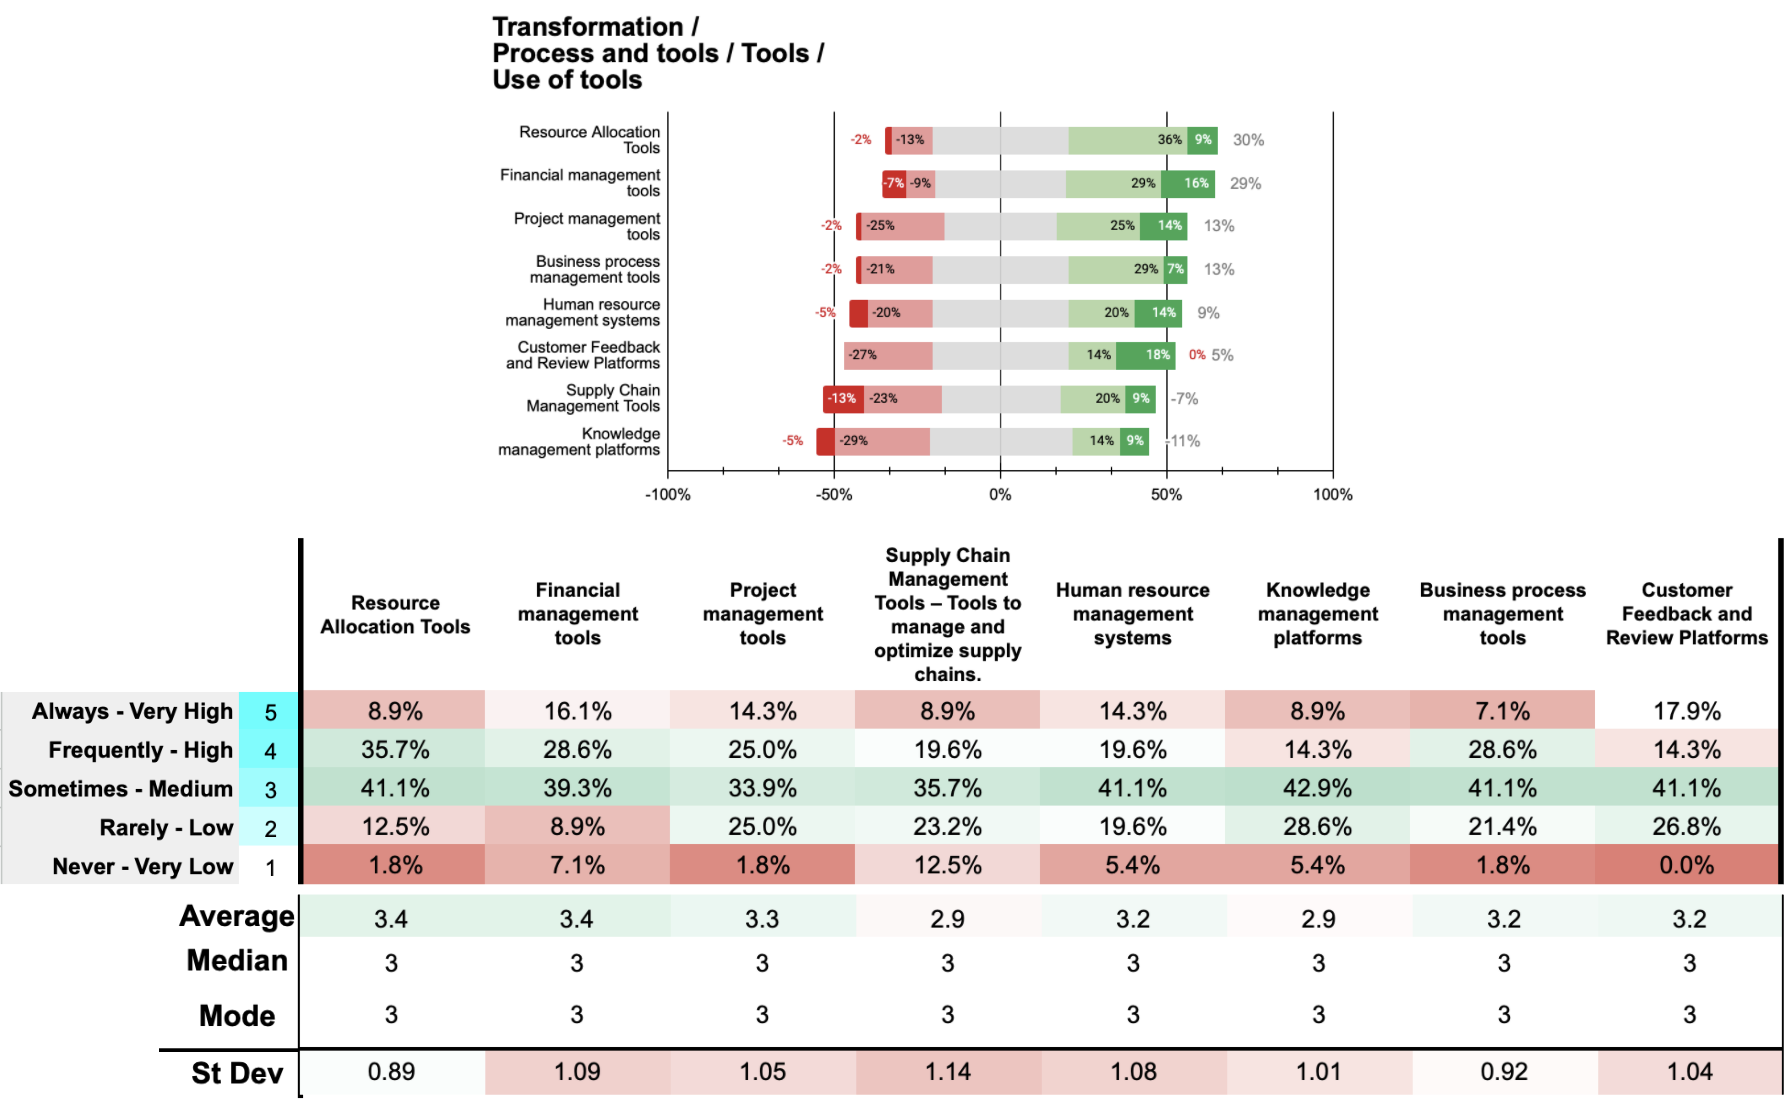 Transformation /
Process and tools / Tools /
Use of tools
Resource Allocation
Tools
-2% -13% 36% 9% 30%
Financial management
tools
-7% -9% 29% 16% 29%
Project management
tools
-2% -25% 25% 14% 13%
Business process
management tools
-2% -21% 29% 7% 13%
Human resource
management systems
-5% -20% 20% 14% 9%
Customer Feedback
and Review Platforms
-27% 14% 18% 0% 5%
Supply Chain
Management Tools
-13% -23% 20% 9% -7%
Knowledge
management platforms
-5% -29% 14% 9% -11%
-100% -50% 0% 50% 100%
Resource
Allocation Tools
Financial
management
tools
Project
management
tools
Supply Chain
Management
Tools – Tools to
manage and
optimize supply
chains.
Human resource
management
systems
Knowledge
management
platforms
Business process
management
tools
Customer
Feedback and
Review Platforms
Always - Very High 5 8.9% 16.1% 14.3% 8.9% 14.3% 8.9% 7.1% 17.9%
Frequently - High 4 35.7% 28.6% 25.0% 19.6% 19.6% 14.3% 28.6% 14.3%
Sometimes - Medium 3 41.1% 39.3% 33.9% 35.7% 41.1% 42.9% 41.1% 41.1%
Rarely - Low 2 12.5% 8.9% 25.0% 23.2% 19.6% 28.6% 21.4% 26.8%
Never - Very Low 1 1.8% 7.1% 1.8% 12.5% 5.4% 5.4% 1.8% 0.0%
Average 3.4 3.4 3.3 2.9 3.2 2.9 3.2 3.2
Median 3 3 3 3 3 3 3 3
Mode 3 3 3 3 3 3 3 3
St Dev 0.89 1.09 1.05 1.14 1.08 1.01 0.92 1.04